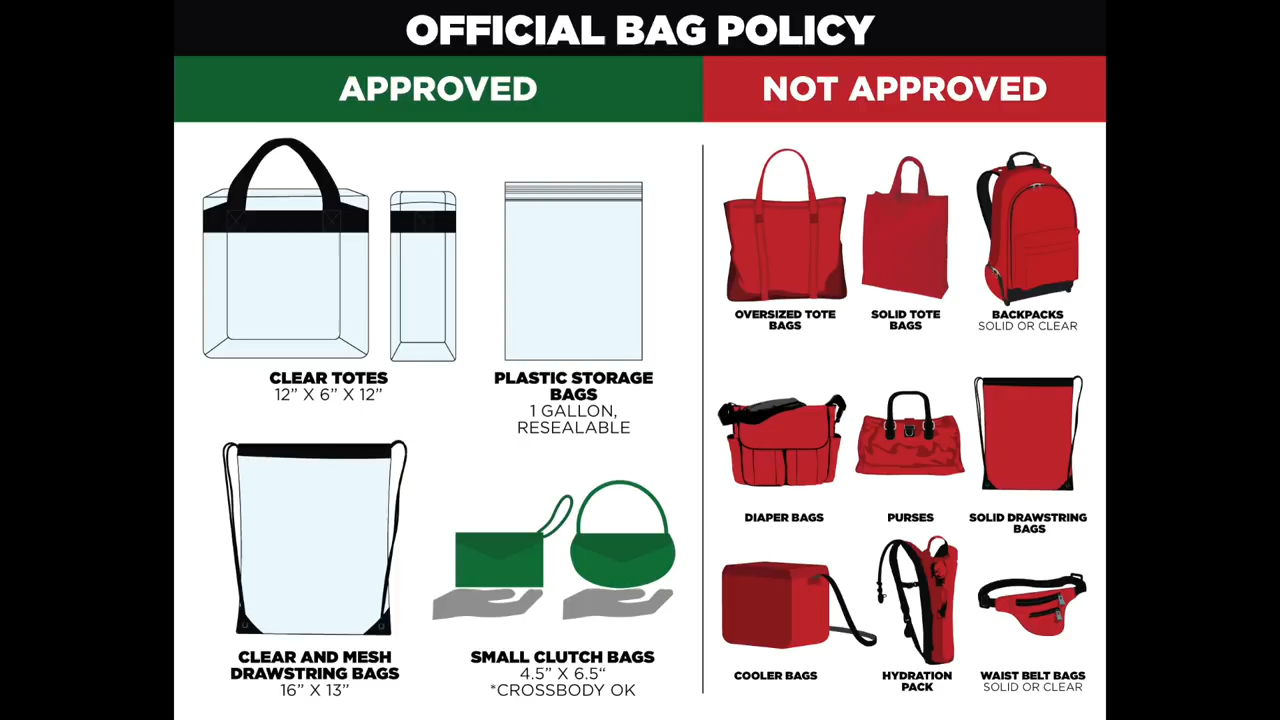 OFFICIAL BAG POLICY
APPROVED
NOT APPROVED
CLEAR TOTES
12” X 6” X 12”
PLASTIC STORAGE
BAGS
1 GALLON,
RESEALABLE
CLEAR AND MESH
DRAWSTRING BAGS
16” X 13”
SMALL CLUTCH BAGS
4.5” X 6.5“
*CROSSBODY OK
OVERSIZED TOTE
BAGS
SOLID TOTE
BAGS
BACKPACKS
SOLID OR CLEAR
DIAPER BAGS
PURSES
SOLID DRAWSTRING
BAGS
COOLER BAGS
HYDRATION
PACK
WAIST BELT BAGS
SOLID OR CLEAR